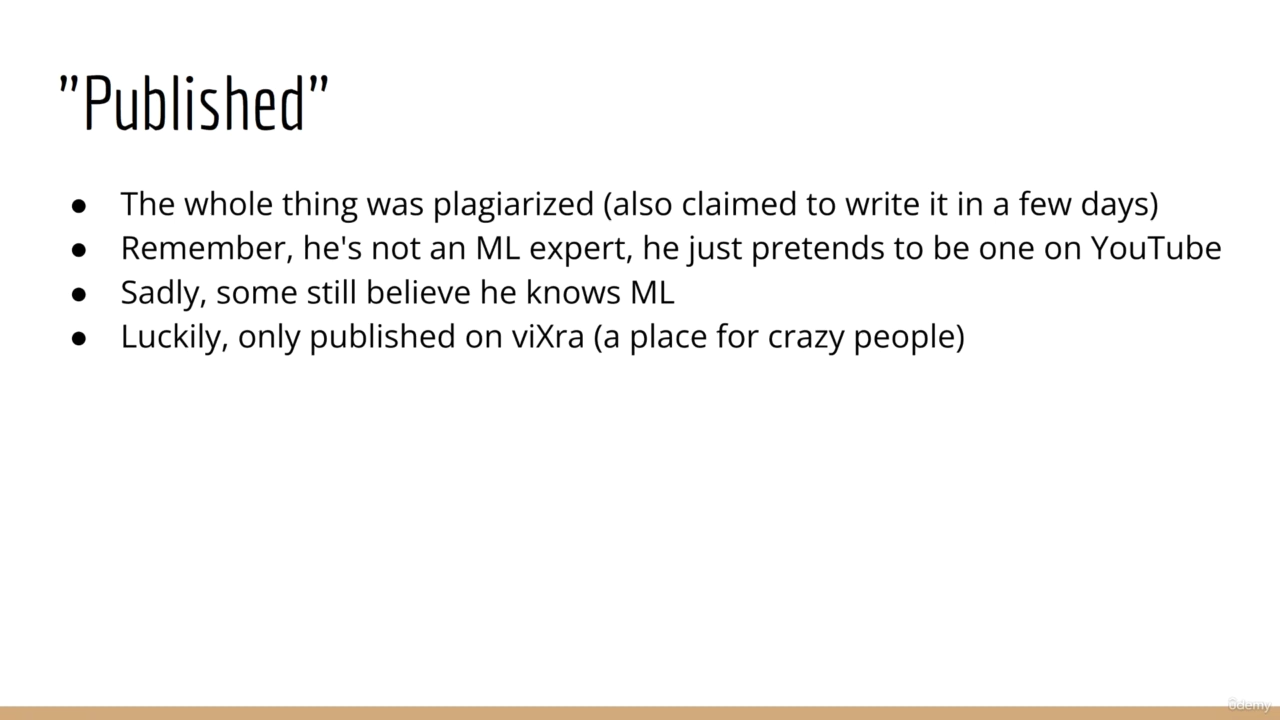 "Published"
● The whole thing was plagiarized (also claimed to write it in a few days)
● Remember, he's not an ML expert, he just pretends to be one on YouTube
● Sadly, some still believe he knows ML
● Luckily, only published on viXra (a place for crazy people)
ûdemy